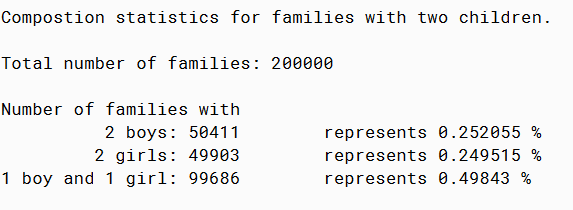 Compostion statistics for families with two children.
Total number of families: 200000
Number of families with
2 boys: 50411 represents 0.252055 %
2 girls: 49903 represents 0.249515 %
1 boy and 1 girl: 99686 represents 0.49843 %